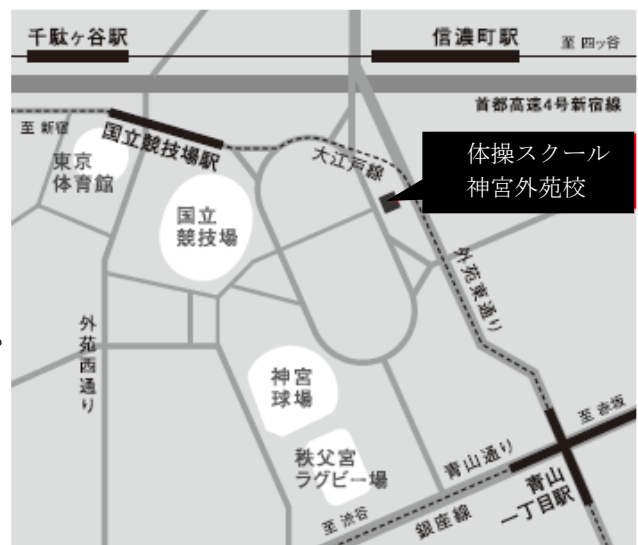 千駄ヶ谷駅
信濃町駅
至 四ッ谷
首都高速4号新宿線
至 新宿
国立競技場駅
東京
体育館
大江戸線
体操スクール
神宮外苑校
国立
競技場
外苑東通り
外苑西通り
神宮
球場
秩父宮
ラグビー場
青山通り
至 赤坂
青山
一丁目駅
至 渋谷
銀座線